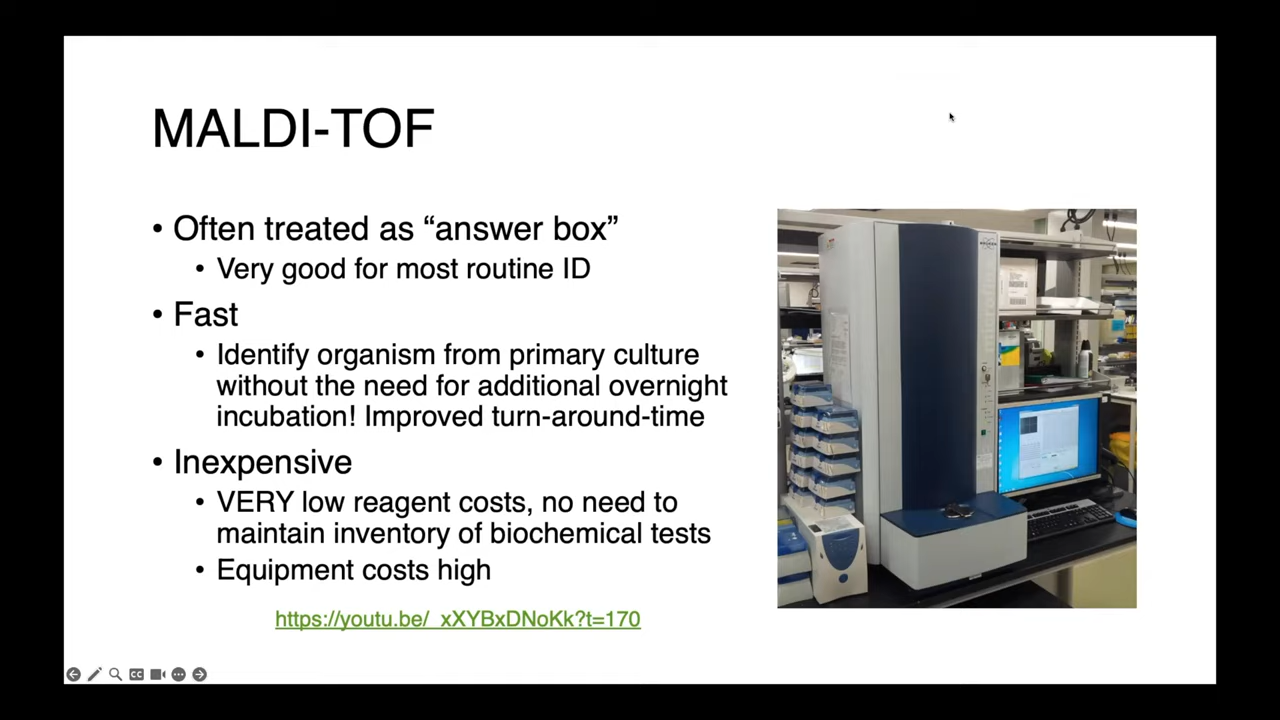 MALDI-TOF
• Often treated as “answer box”
• Very good for most routine ID
• Fast
• Identify organism from primary culture
without the need for additional overnight
incubation! Improved turn-around-time
• Inexpensive
• VERY low reagent costs, no need to
maintain inventory of biochemical tests
• Equipment costs high
https://youtu.be/_xXYBxDNoKk?t=170
CC